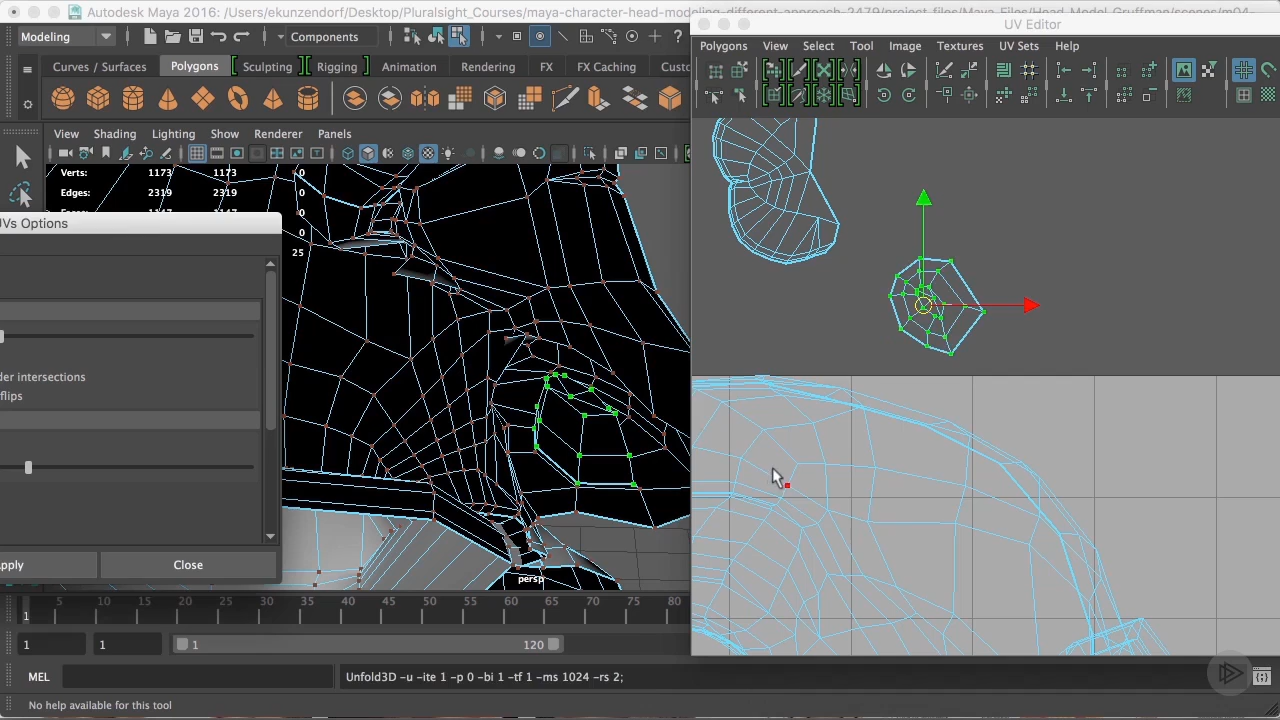 Autodesk Maya 2016: /Users/ekunzendorf/Desktop/Pluralsight_Courses/maya-character-head-modeling-different-approach-2479/project_files/Maya_Files/Head_Model_Gruffman/scenes/m04-
UV Editor
Modeling
Components
Polygons View Select Tool Image Textures UV Sets Help
Curves / Surfaces Polygons Sculpting Rigging Animation Rendering FX FX Caching Custo
View Shading Lighting Show Renderer Panels
Verts: 1173 1173 0
Edges: 2319 2319 0
1147 1147 0
0
25
UVs Options
der intersections
flips
pply Close
persp
1 5 10 15 20 25 30 35 40 45 50 55 60 65 70 75 80
1 1 1 120
MEL Unfold3D -u -ite 1 -p 0 -bi 1 -tf 1 -ms 1024 -rs 2;
No help available for this tool